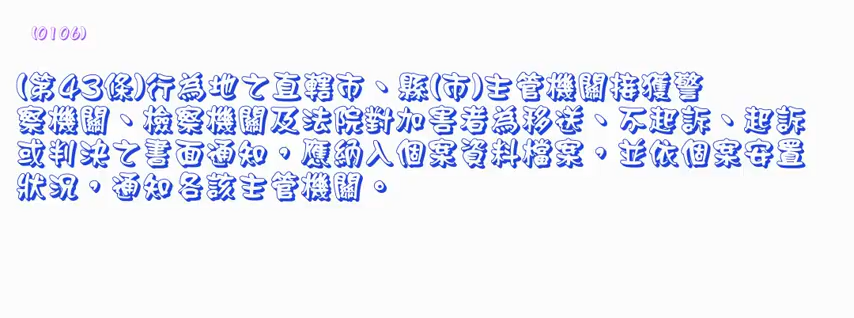 (0106)
(第43條)行為地之直轄市、縣(市)主管機關接獲警
察機關、檢察機關及法院對加害者為移送、不起訴、起訴
或判決之書面通知，應納入個案資料檔案，並依個案安置
狀況，通知各該主管機關。